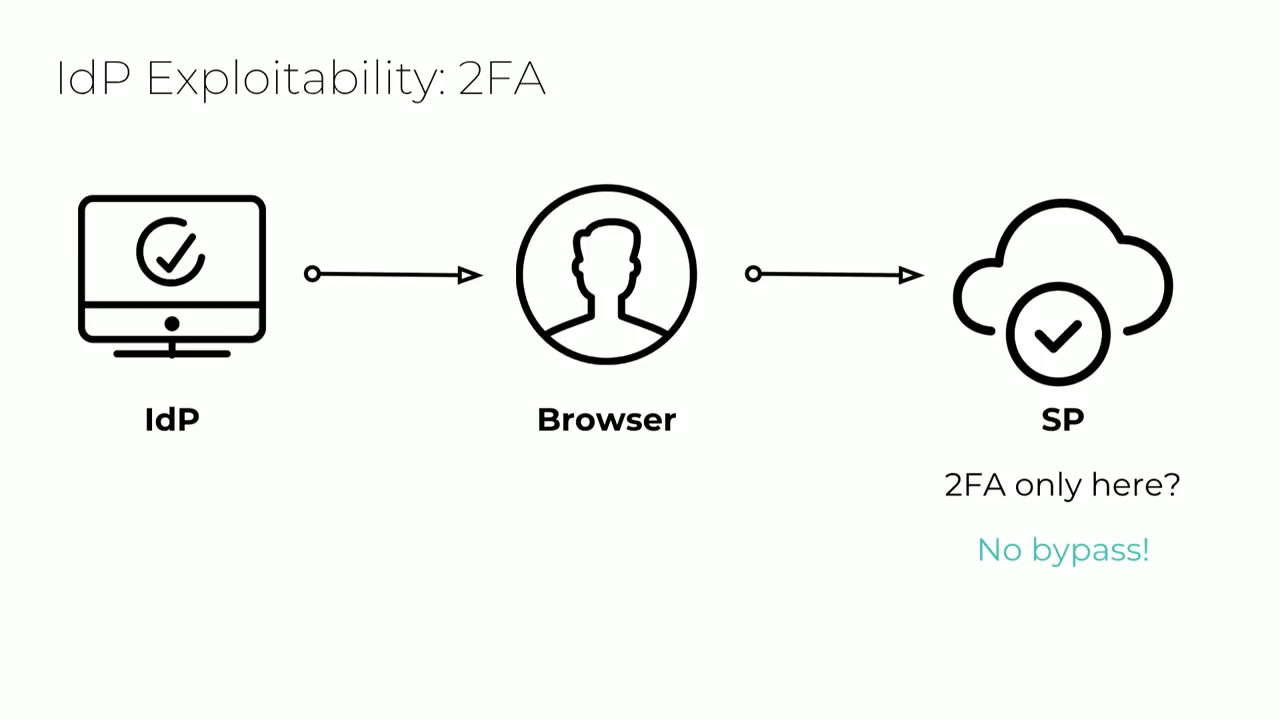 IdP Exploitability: 2FA
IdP
Browser
SP
2FA only here?
No bypass!